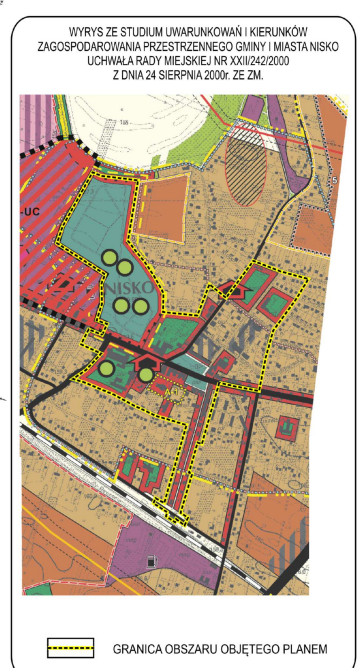 WYRYS ZE STUDIUM UWARUNKOWAŃ I KIERUNKÓW
ZAGOSPODAROWANIA PRZESTRZENNEGO GMINY I MIASTA NISKO
UCHWAŁA RADY MIEJSKIEJ NR XXII/242/2000
Z DNIA 24 SIERPNIA 2000r. ZE ZM.
-UC
NISKO
GRANICA OBSZARU OBJĘTEGO PLANEM